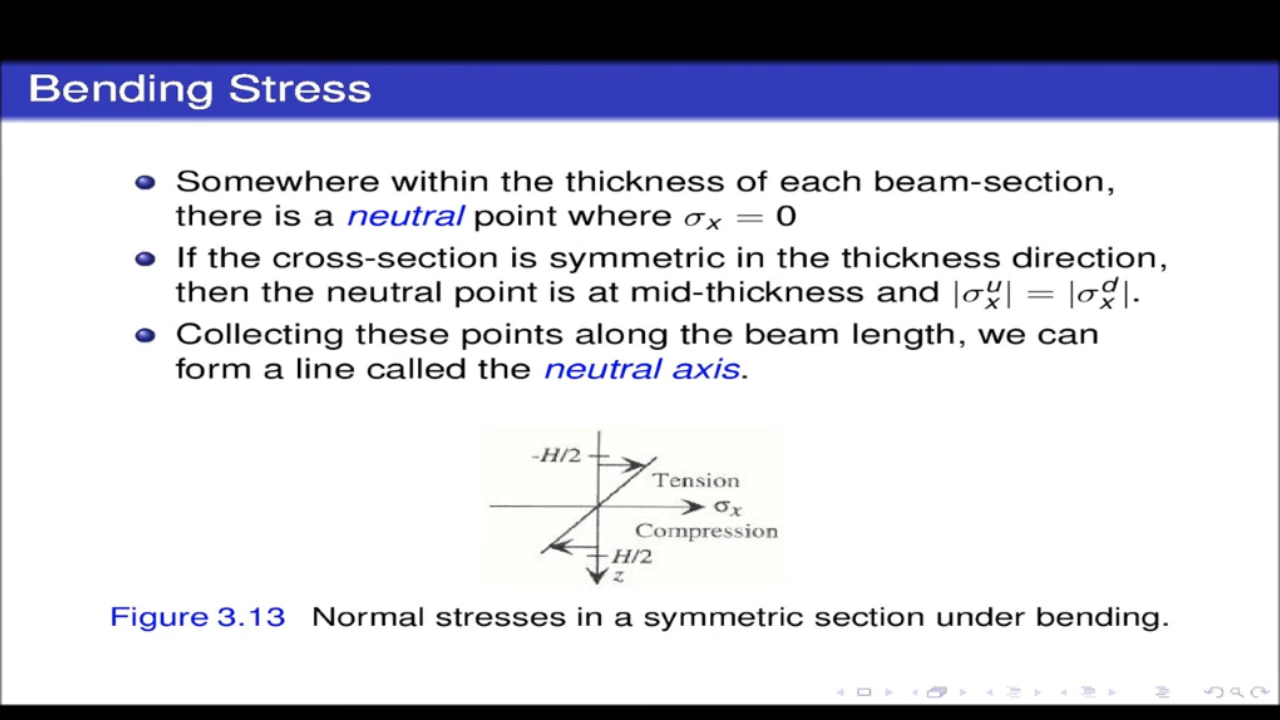 Bending Stress
Somewhere within the thickness of each beam-section,
there is a neutral point where σₓ = 0
If the cross-section is symmetric in the thickness direction,
then the neutral point is at mid-thickness and |σₓᵘ| = |σₓᵈ|.
Collecting these points along the beam length, we can
form a line called the neutral axis.
-H/2
Tension
σₓ
Compression
H/2
z
Figure 3.13 Normal stresses in a symmetric section under bending.